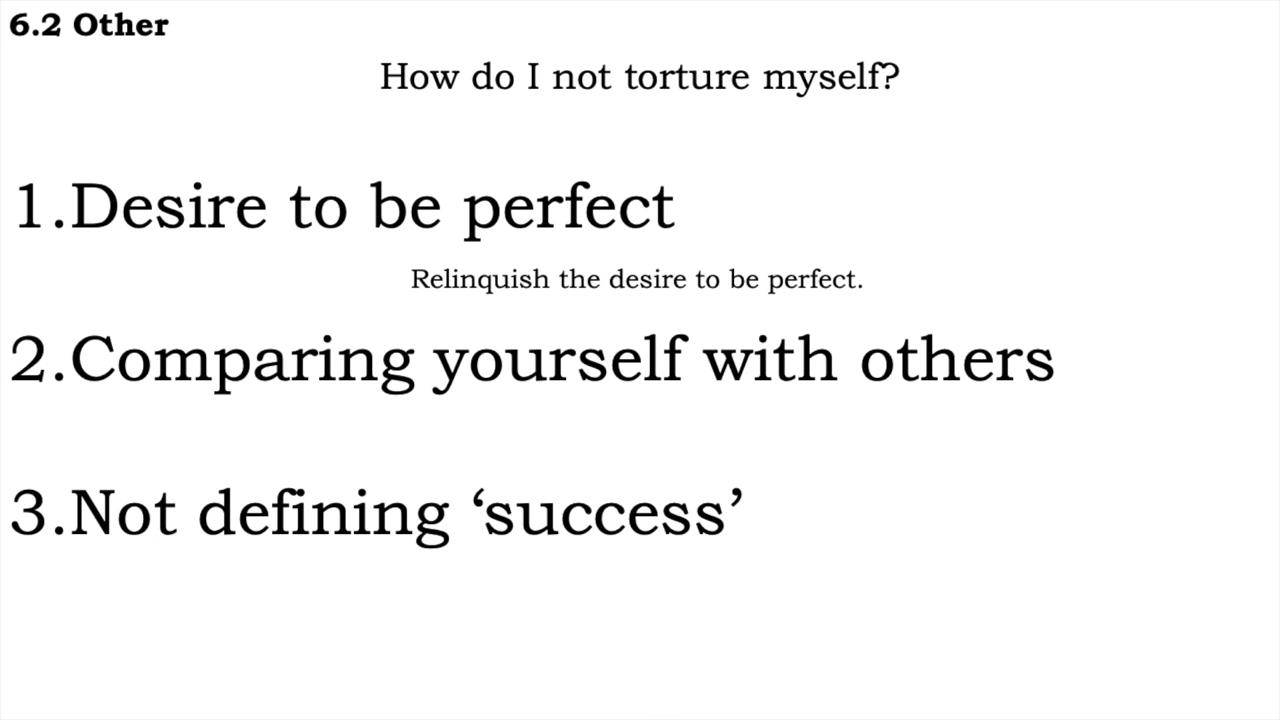 6.2 Other
How do I not torture myself?
1.Desire to be perfect
Relinquish the desire to be perfect.
2.Comparing yourself with others
3.Not defining ‘success’